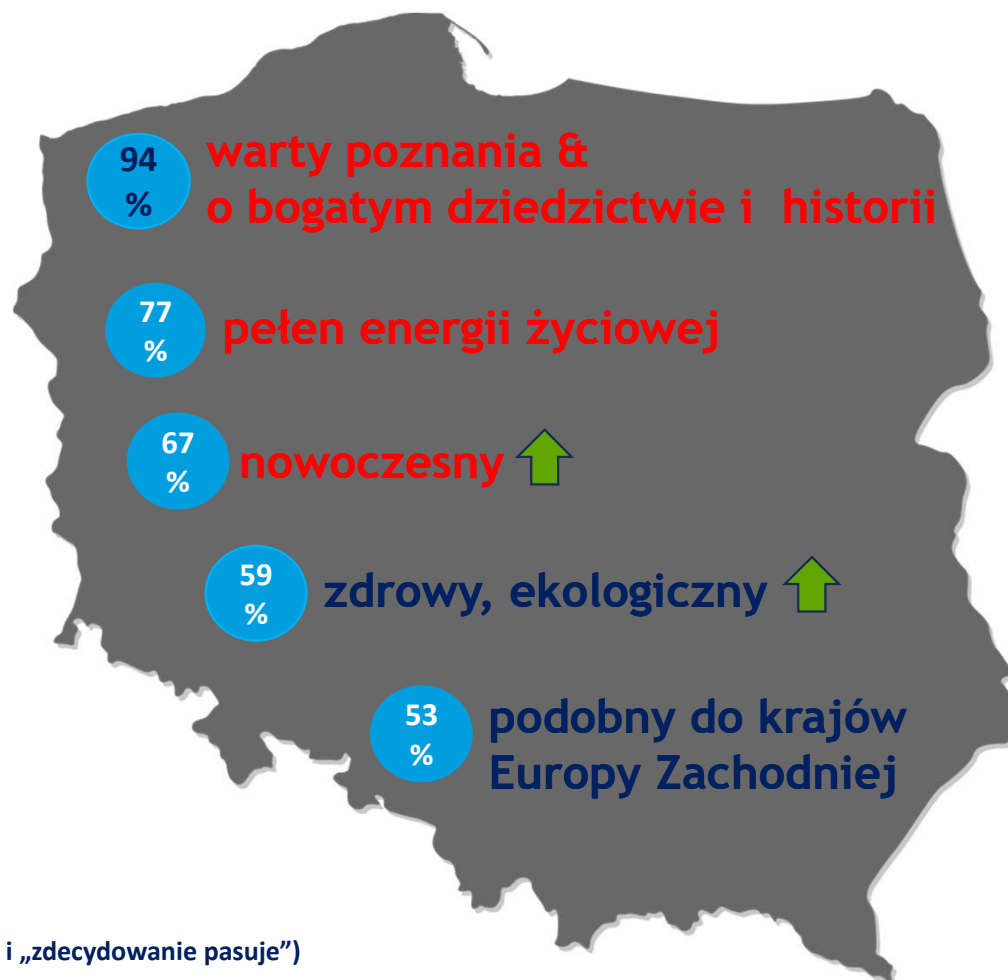 94
%
warty poznania &
o bogatym dziedzictwie i historii
77
%
pełen energii życiowej
67
%
nowoczesny
59
%
zdrowy, ekologiczny
53
%
podobny do krajów
Europy Zachodniej
i „zdecydowanie pasuje”)